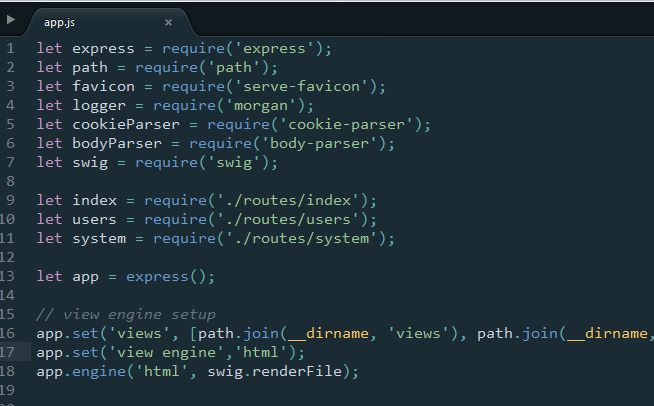 app.js ×
1 let express = require('express');
2 let path = require('path');
3 let favicon = require('serve-favicon');
4 let logger = require('morgan');
5 let cookieParser = require('cookie-parser');
6 let bodyParser = require('body-parser');
7 let swig = require('swig');
8
9 let index = require('./routes/index');
10 let users = require('./routes/users');
11 let system = require('./routes/system');
12
13 let app = express();
14
15 // view engine setup
16 app.set('views', [path.join(__dirname, 'views'), path.join(__dirname,
17 app.set('view engine','html');
18 app.engine('html', swig.renderFile);
19